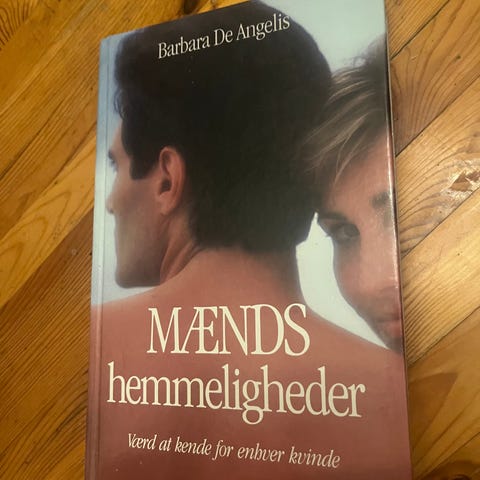 Barbara De Angelis
MÆNDS
hemmeligheder
Værd at kende for enhver kvinde